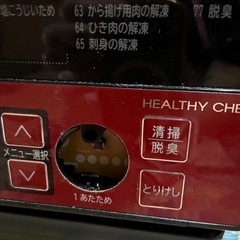 塩こうじいため
63 から揚げ用肉の解凍
64 ひき肉の解凍
65 刺身の解凍
77 脱臭
HEALTHY CHE
メニュー選択
1あたため
清掃
脱臭
とりけし